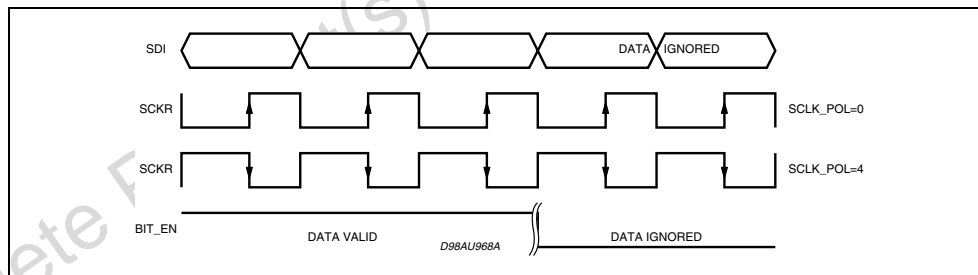 SDI
DATA IGNORED
SCKR
SCLK_POL=0
SCKR
SCLK_POL=4
BIT_EN
DATA VALID
D98AU968A
DATA IGNORED